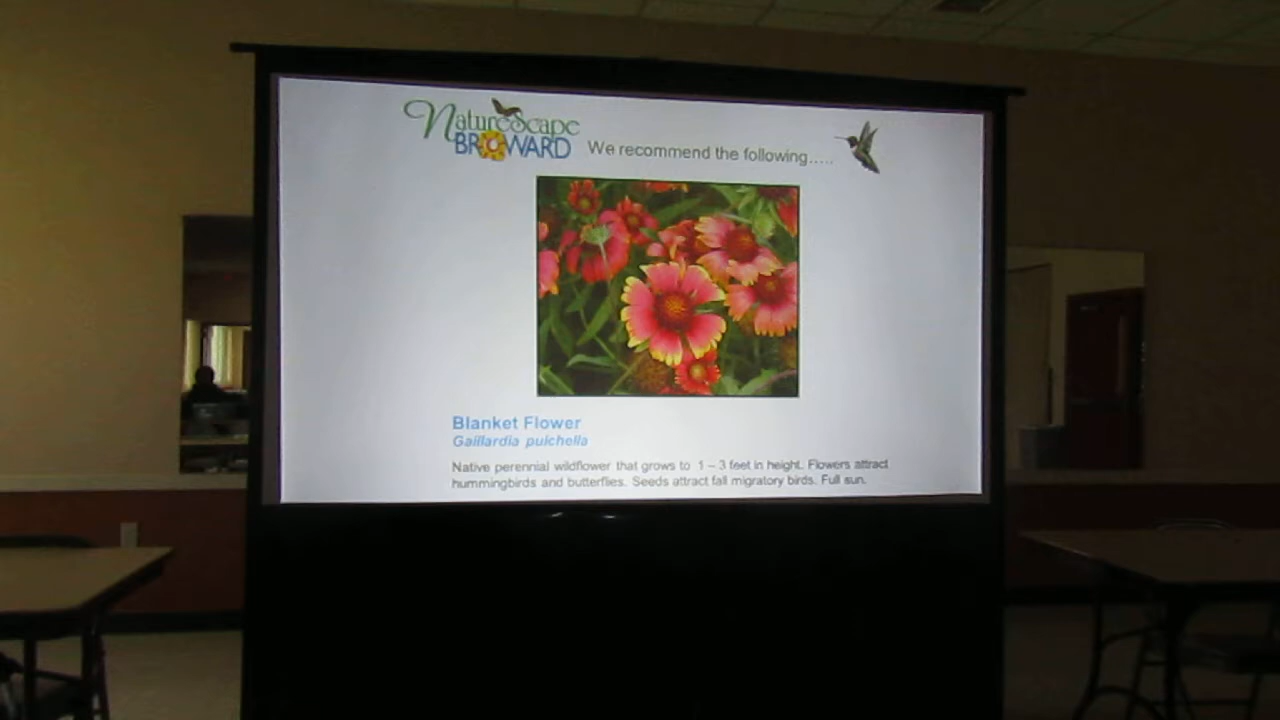 NatureScape
BROWARD
We recommend the following.....
Blanket Flower
Gaillardia pulchella
Native perennial wildflower that grows to 1 – 3 feet in height. Flowers attract
hummingbirds and butterflies. Seeds attract fall migratory birds. Full sun.